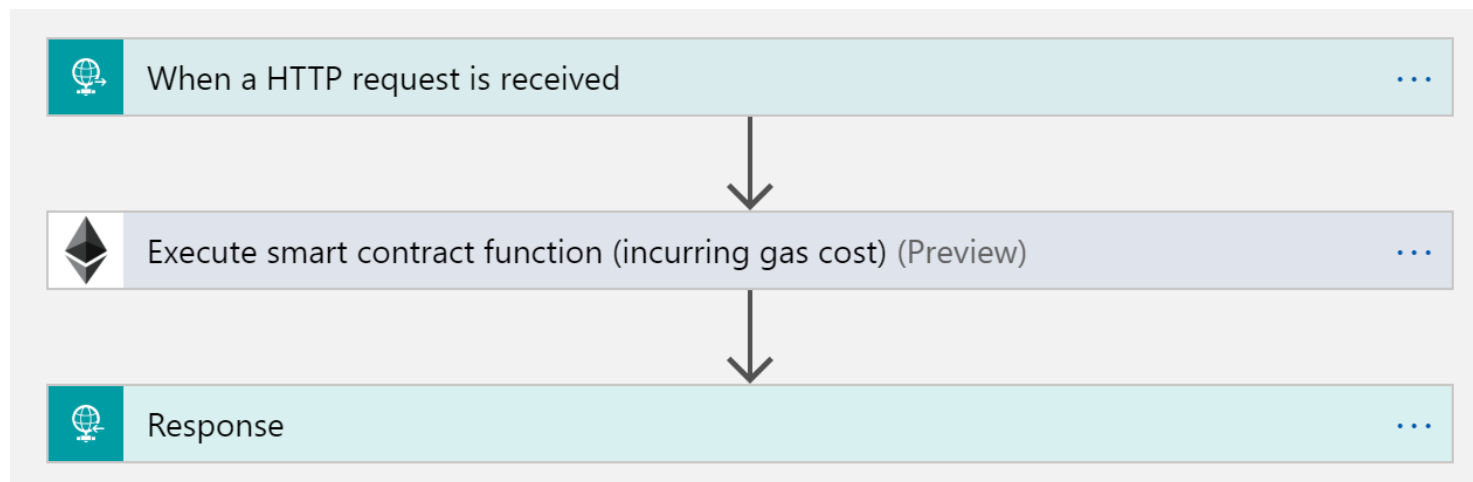 When a HTTP request is received
Execute smart contract function (incurring gas cost) (Preview)
Response